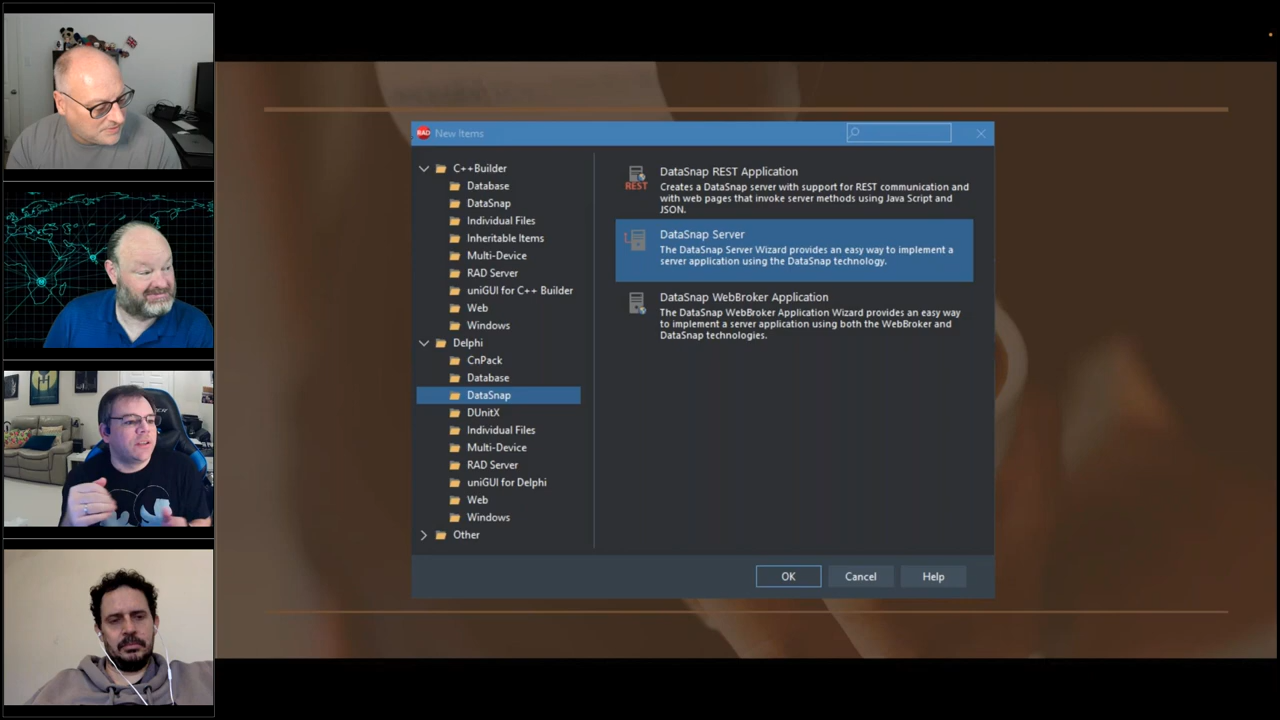 RAD New Items
C++Builder
Database
DataSnap
Individual Files
Inheritable Items
Multi-Device
RAD Server
uniGUI for C++ Builder
Web
Windows
Delphi
CnPack
Database
DataSnap
DUnitX
Individual Files
Multi-Device
RAD Server
uniGUI for Delphi
Web
Windows
Other
REST
DataSnap REST Application
Creates a DataSnap server with support for REST communication and
with web pages that invoke server methods using Java Script and
JSON.
DataSnap Server
The DataSnap Server Wizard provides an easy way to implement a
server application using the DataSnap technology.
DataSnap WebBroker Application
The DataSnap WebBroker Application Wizard provides an easy way
to implement a server application using both the WebBroker and
DataSnap technologies.
OK Cancel Help